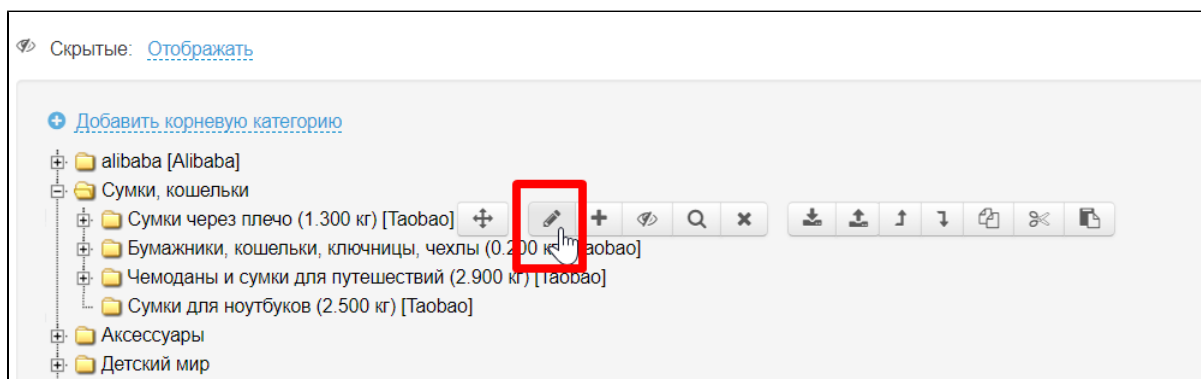 Скрытые: Отображать
Добавить корневую категорию
alibaba [Alibaba]
Сумки, кошельки
Сумки через плечо (1.300 кг) [Taobao]
Бумажники, кошельки, ключницы, чехлы (0.200 aobao]
Чемоданы и сумки для путешествий (2.900 кг) [Taobao]
Сумки для ноутбуков (2.500 кг) [Taobao]
Аксессуары
Детский мир